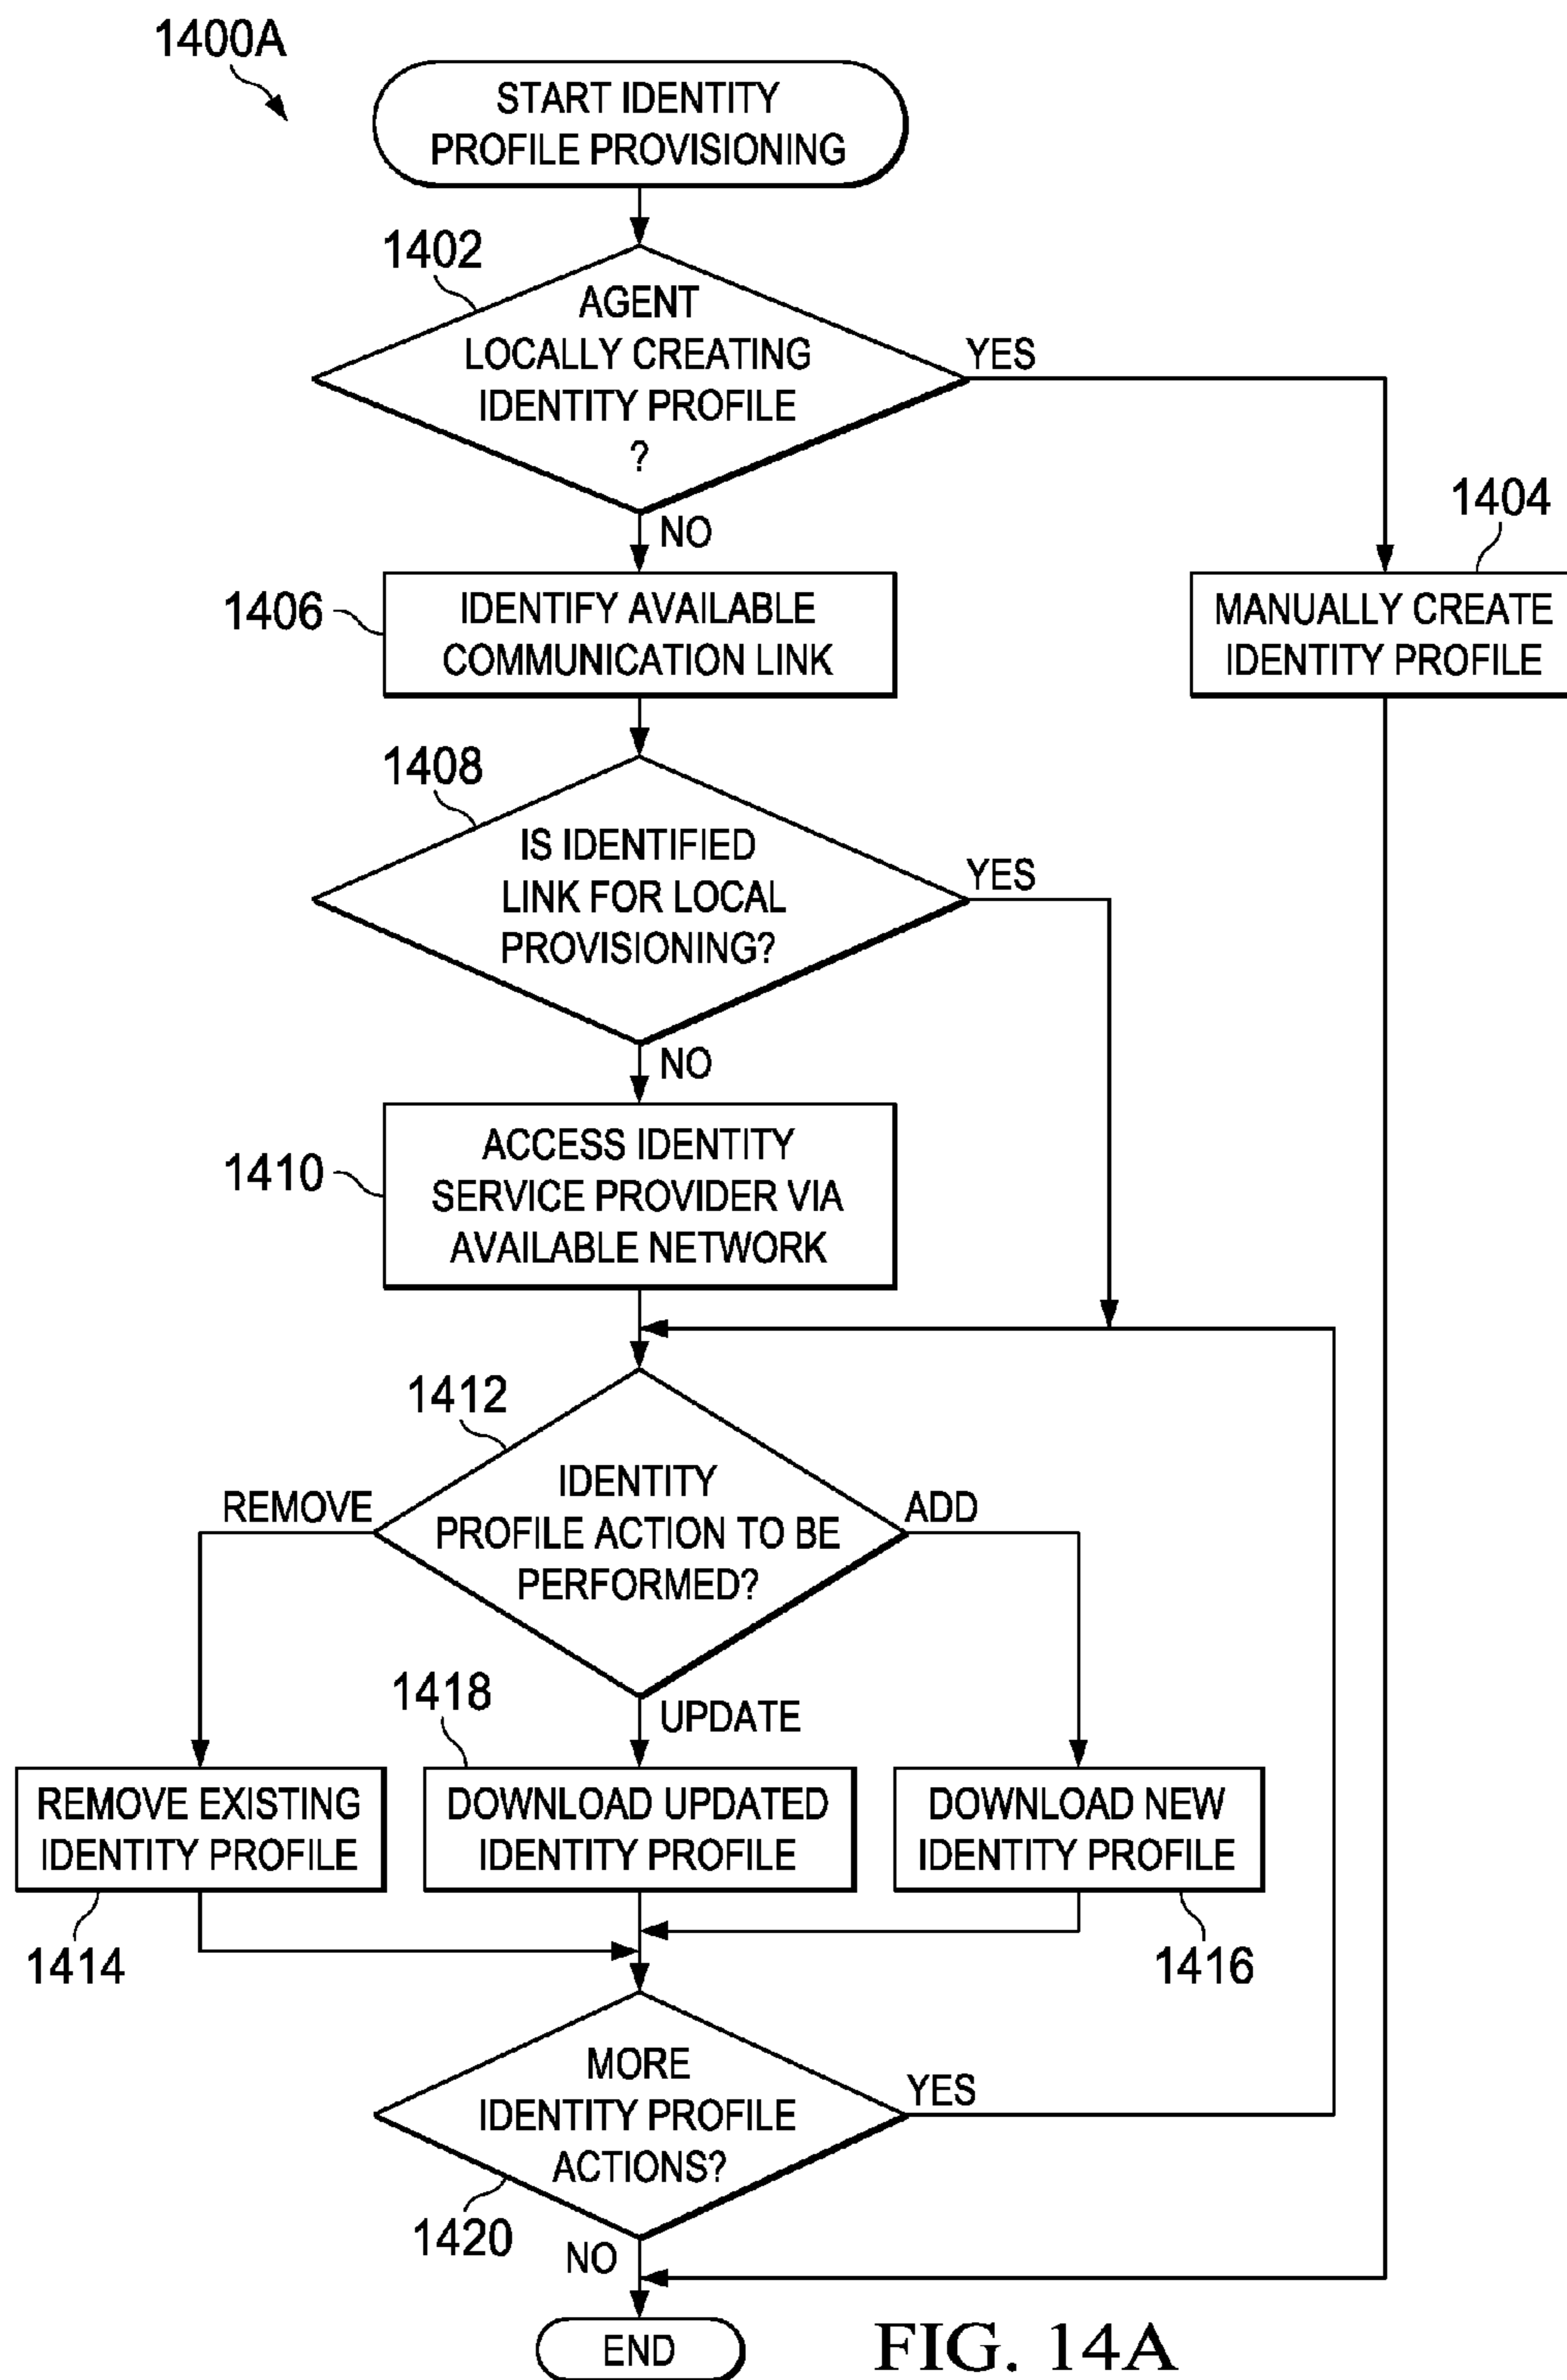 1400A
START IDENTITY
PROFILE PROVISIONING
1402
AGENT
LOCALLY CREATING
IDENTITY PROFILE
?
YES
NO
1404
MANUALLY CREATE
IDENTITY PROFILE
1406
IDENTIFY AVAILABLE
COMMUNICATION LINK
1408
IS IDENTIFIED
LINK FOR LOCAL
PROVISIONING?
YES
NO
1410
ACCESS IDENTITY
SERVICE PROVIDER VIA
AVAILABLE NETWORK
1412
IDENTITY
PROFILE ACTION TO BE
PERFORMED?
REMOVE
ADD
UPDATE
1418
REMOVE EXISTING
IDENTITY PROFILE
DOWNLOAD UPDATED
IDENTITY PROFILE
DOWNLOAD NEW
IDENTITY PROFILE
1414
1416
MORE
IDENTITY PROFILE
ACTIONS?
YES
1420
NO
END
FIG. 14A